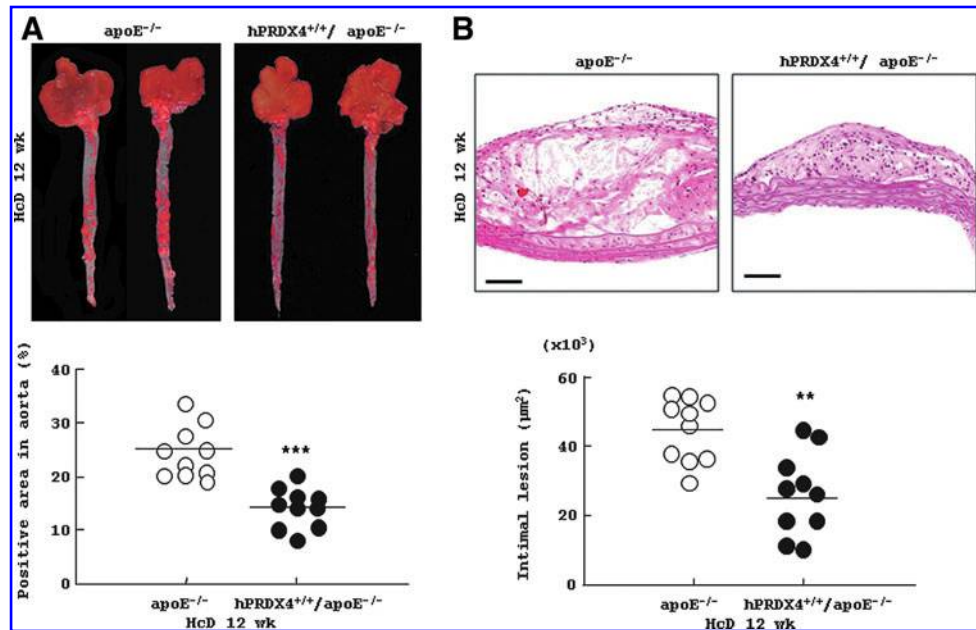 A
apoE⁻/⁻ hPRDX4⁺/⁺/ apoE⁻/⁻
HcD 12 wk
Positive area in aorta (%)
40
30
20
10
0
***
apoE⁻/⁻ hPRDX4⁺/⁺/apoE⁻/⁻
HcD 12 wk
B
apoE⁻/⁻ hPRDX4⁺/⁺/ apoE⁻/⁻
HcD 12 wk
(x10³)
Intimal lesion (µm²)
60
40
20
0
**
apoE⁻/⁻ hPRDX4⁺/⁺/apoE⁻/⁻
HcD 12 wk